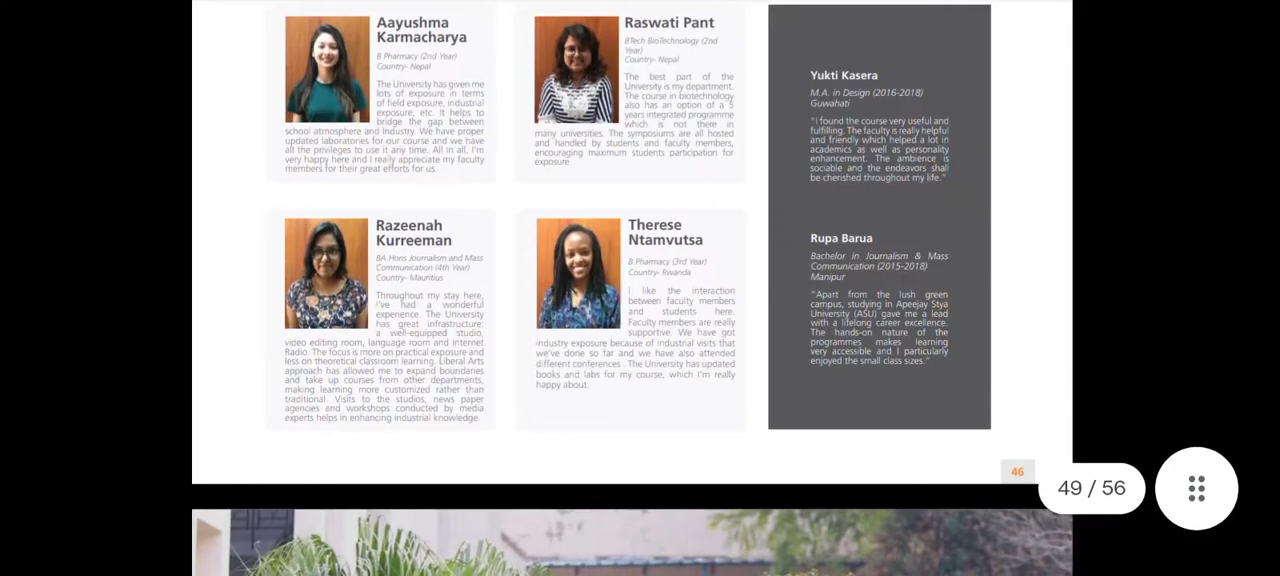 Aayushma
Karmacharya
B Pharmacy (2nd Year)
Country- Nepal
The University has given me
lots of exposure in terms
of field exposure, industrial
exposure, etc. It helps to
bridge the gap between
school atmosphere and Industry. We have proper
updated laboratories for our course and we have
all the privileges to use it any time. All in all, I'm
very happy here and I really appreciate my faculty
members for their great efforts for us.
Raswati Pant
BTech BioTechnology (2nd
Year)
Country- Nepal
The best part of the
University is my department.
The course in biotechnology
also has an option of a 5
years integrated programme
which is not there in
many universities. The symposiums are all hosted
and handled by students and faculty members,
encouraging maximum students participation for
exposure
Razeenah
Kurreeman
BA Hons Journalism and Mass
Communication (4th Year)
Country- Mauritius
Throughout my stay here,
I've had a wonderful
experience. The University
has great infrastructure:
a well-equipped studio,
video editing room, language room and Internet
Radio. The focus is more on practical exposure and
less on theoretical classroom learning. Liberal Arts
approach has allowed me to expand boundaries
and take up courses from other departments,
making learning more customized rather than
traditional. Visits to the studios, news paper
agencies and workshops conducted by media
experts helps in enhancing industrial knowledge.
Therese
Ntamvutsa
B.Pharmacy (3rd Year)
Country- Rwanda
I like the interaction
between faculty members
and students here.
Faculty members are really
supportive. We have got
industry exposure because of industrial visits that
we've done so far and we have also attended
different conferences . The University has updated
books and labs for my course, which I'm really
happy about.
Yukti Kasera
M.A. in Design (2016-2018)
Guwahati
"I found the course very useful and
fulfilling. The faculty is really helpful
and friendly which helped a lot in
academics as well as personality
enhancement. The ambience is
sociable and the endeavors shall
be cherished throughout my life."
Rupa Barua
Bachelor in Journalism & Mass
Communication (2015-2018)
Manipur
"Apart from the lush green
campus, studying in Apeejay Stya
University (ASU) gave me a lead
with a lifelong career excellence.
The hands-on nature of the
programmes makes learning
very accessible and I particularly
enjoyed the small class sizes."
46
49 / 56